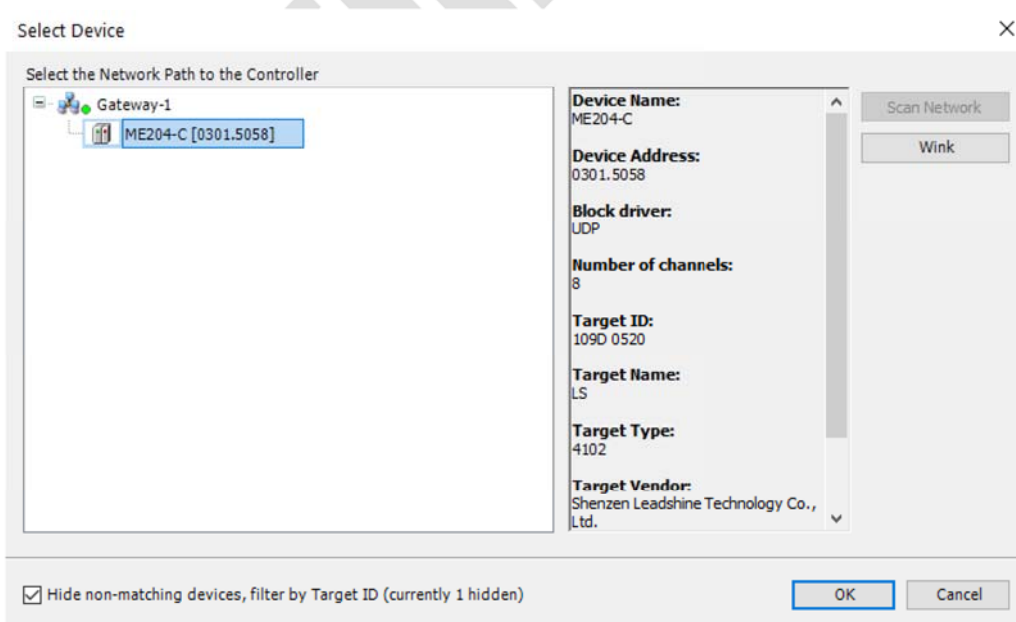 Select Device
Select the Network Path to the Controller
Gateway-1
ME204-C [0301.5058]
Device Name:
ME204-C
Device Address:
0301.5058
Block driver:
UDP
Number of channels:
8
Target ID:
109D 0520
Target Name:
LS
Target Type:
4102
Target Vendor:
Shenzen Leadshine Technology Co.,
Ltd.
Scan Network
Wink
Hide non-matching devices, filter by Target ID (currently 1 hidden)
OK
Cancel